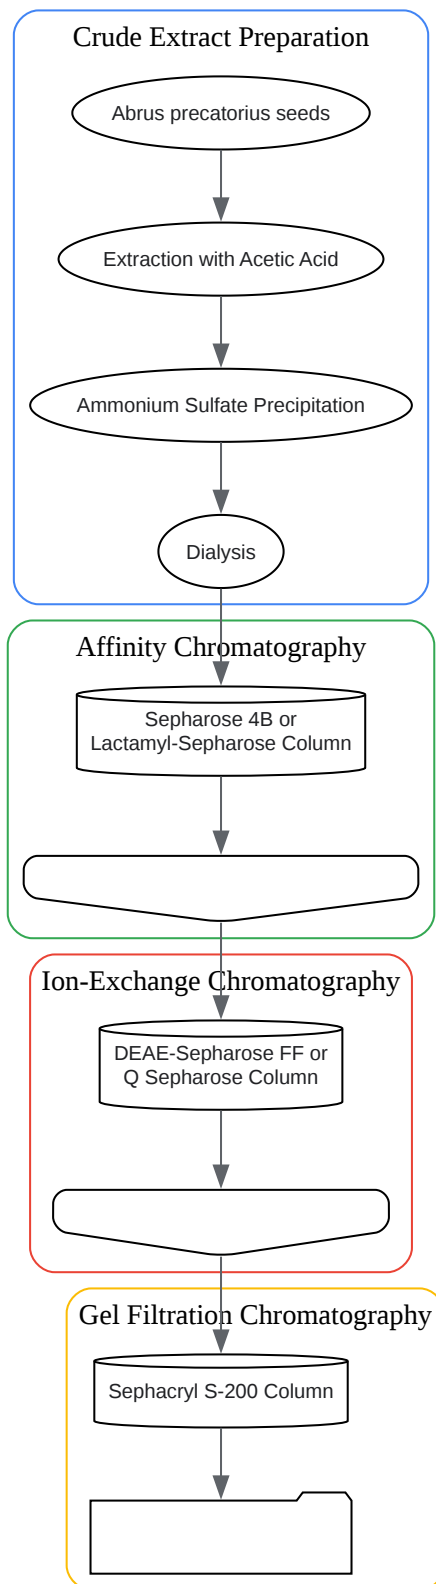 Crude Extract Preparation
Abrus precatorius seeds
Extraction with Acetic Acid
Ammonium Sulfate Precipitation
Dialysis
Affinity Chromatography
Sepharose 4B or
Lactamyl-Sepharose Column
Ion-Exchange Chromatography
DEAE-Sepharose FF or
Q Sepharose Column
Gel Filtration Chromatography
Sephacryl S-200 Column